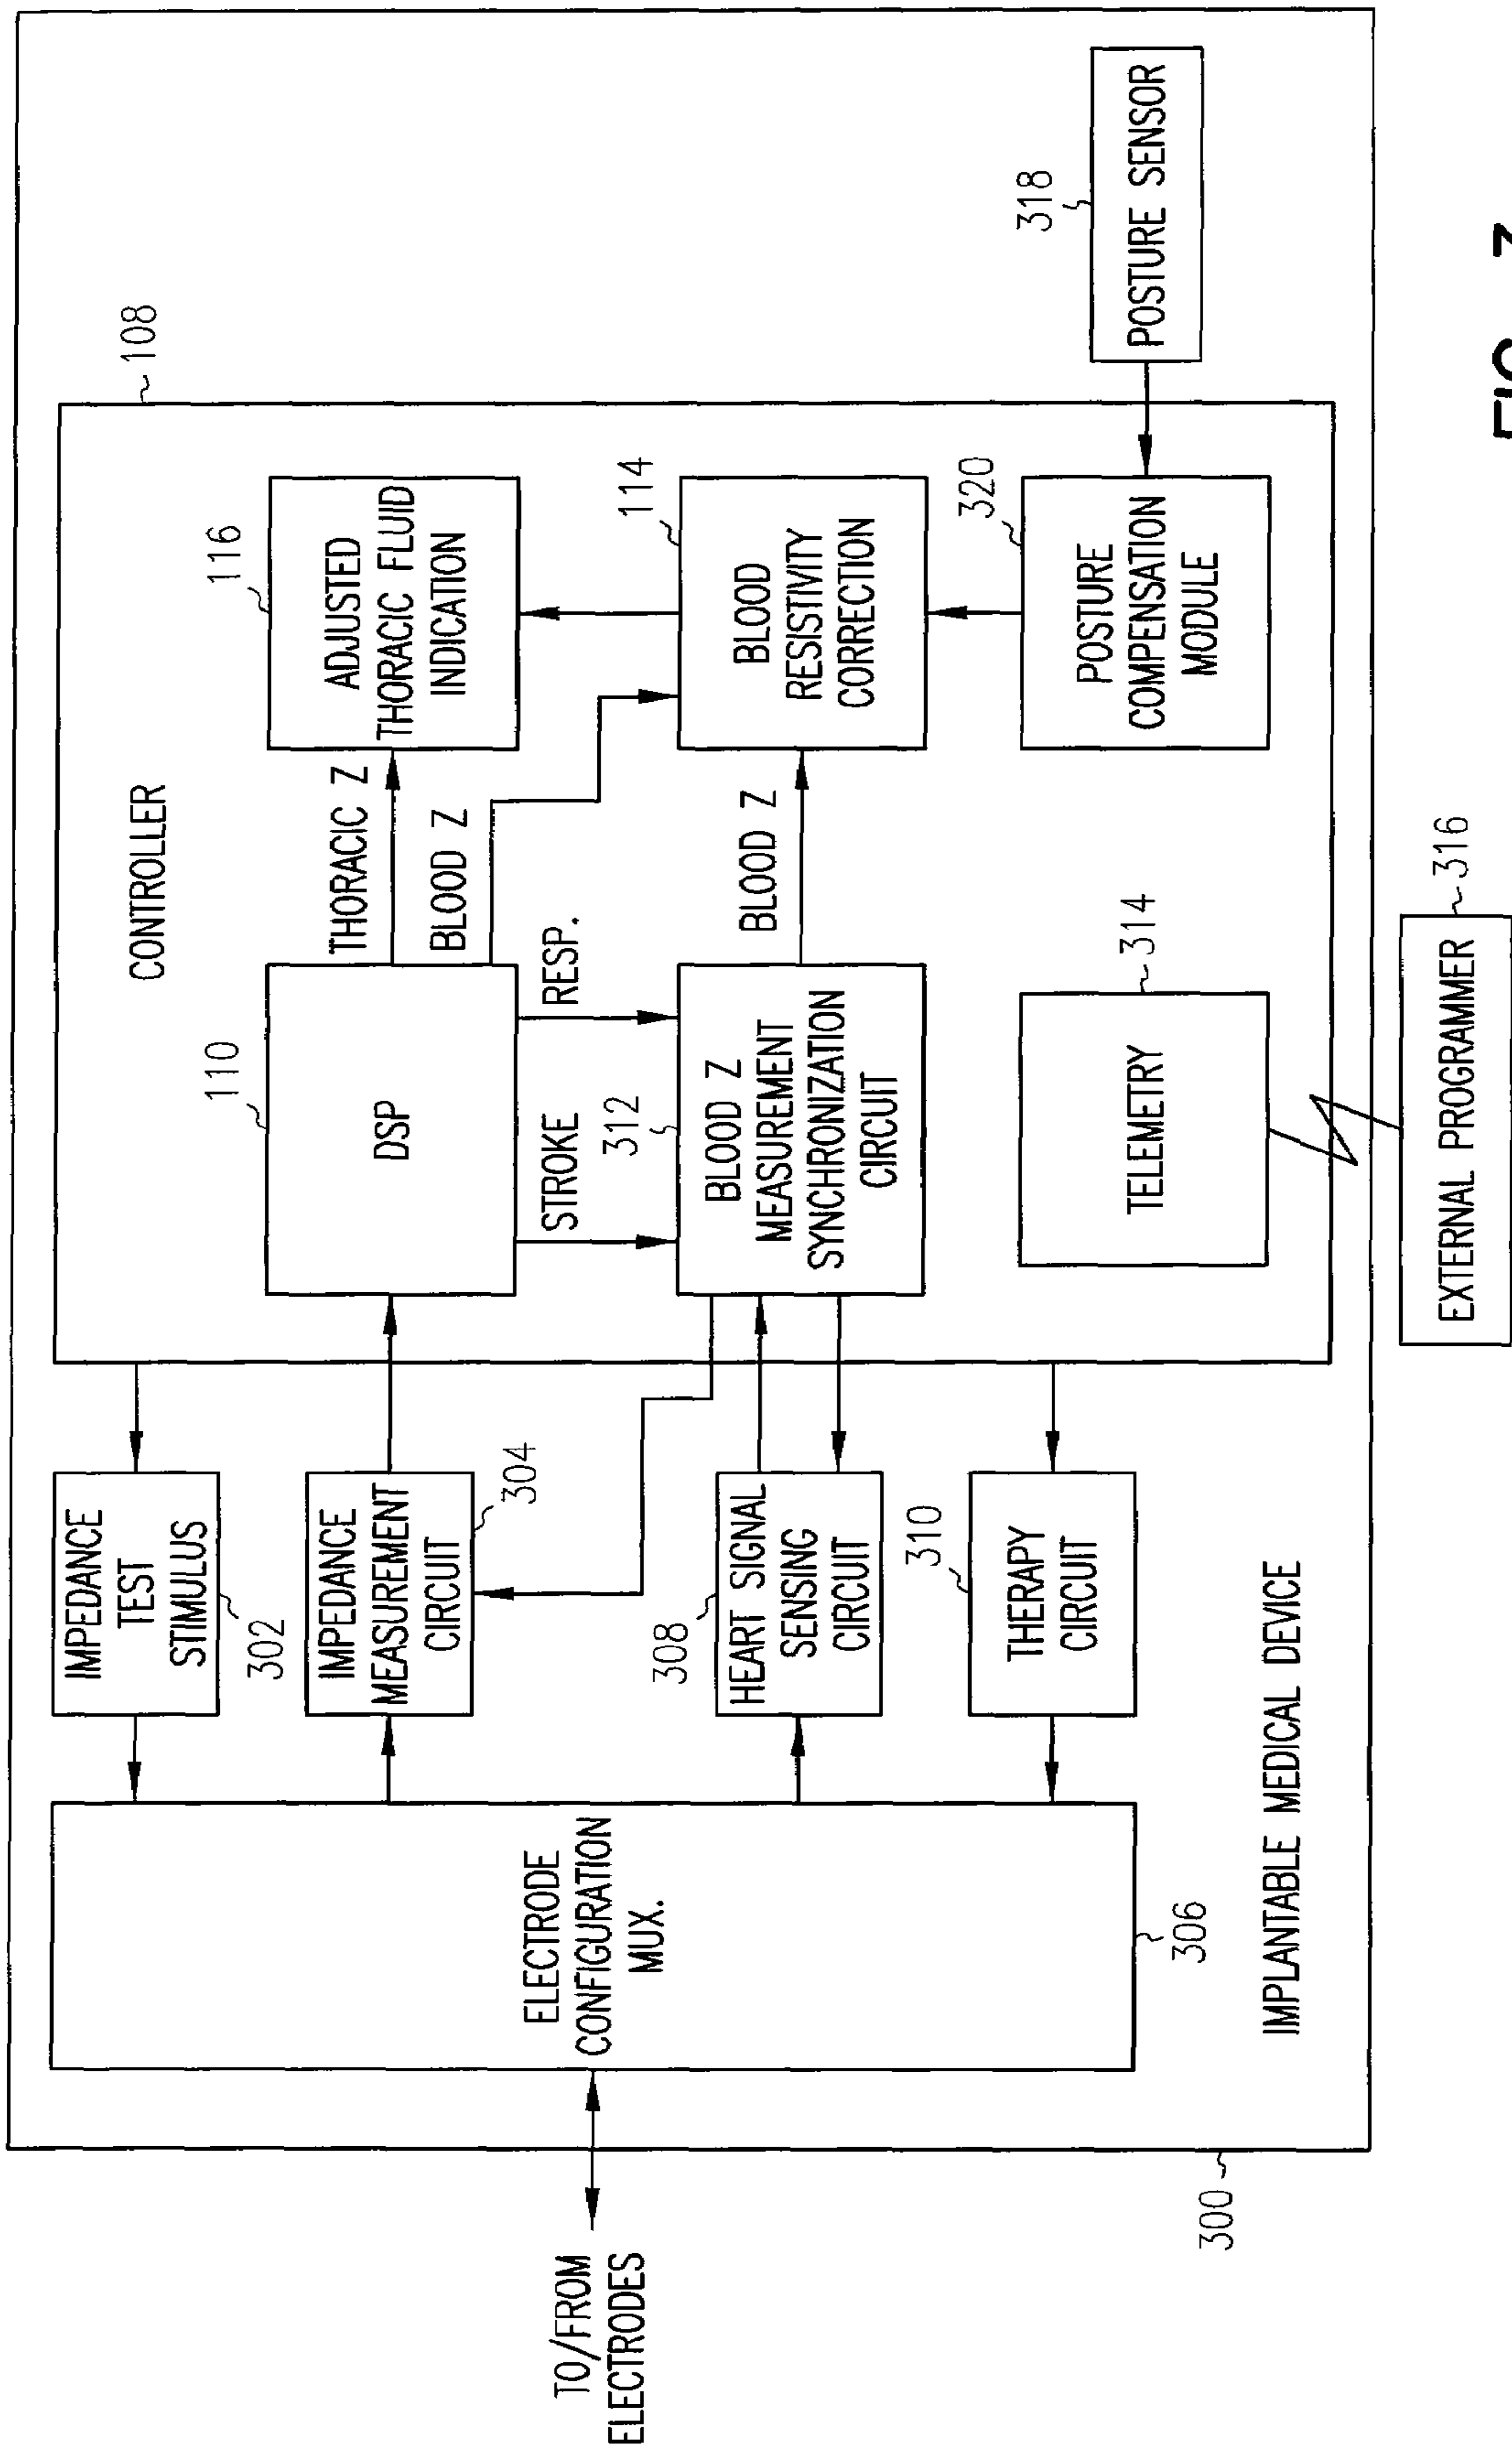 TO/FROM
ELECTRODES
300
IMPLANTABLE MEDICAL DEVICE
ELECTRODE
CONFIGURATION
MUX.
306
IMPEDANCE
TEST
STIMULUS
302
IMPEDANCE
MEASUREMENT
CIRCUIT
304
308
HEART SIGNAL
SENSING
CIRCUIT
310
THERAPY
CIRCUIT
108
CONTROLLER
110
DSP
THORACIC Z
BLOOD Z
STROKE
RESP.
312
BLOOD Z
MEASUREMENT
SYNCHRONIZATION
CIRCUIT
BLOOD Z
116
ADJUSTED
THORACIC FLUID
INDICATION
114
BLOOD
RESISTIVITY
CORRECTION
320
POSTURE
COMPENSATION
MODULE
318
POSTURE SENSOR
314
TELEMETRY
316
EXTERNAL PROGRAMMER